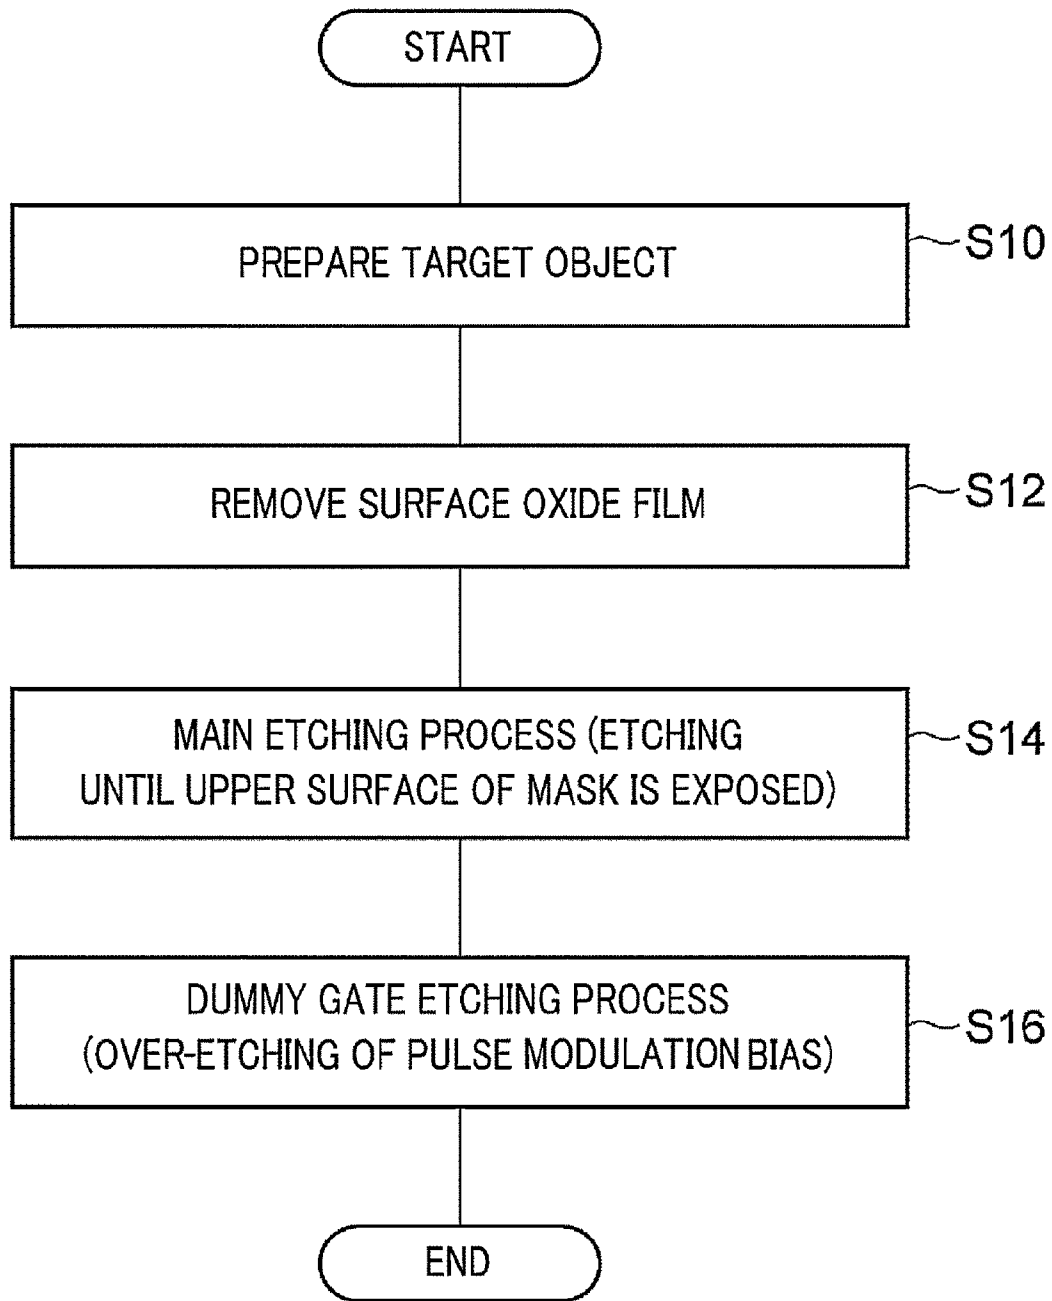 START
PREPARE TARGET OBJECT
S10
REMOVE SURFACE OXIDE FILM
S12
MAIN ETCHING PROCESS (ETCHING
UNTIL UPPER SURFACE OF MASK IS EXPOSED)
S14
DUMMY GATE ETCHING PROCESS
(OVER-ETCHING OF PULSE MODULATION BIAS)
S16
END